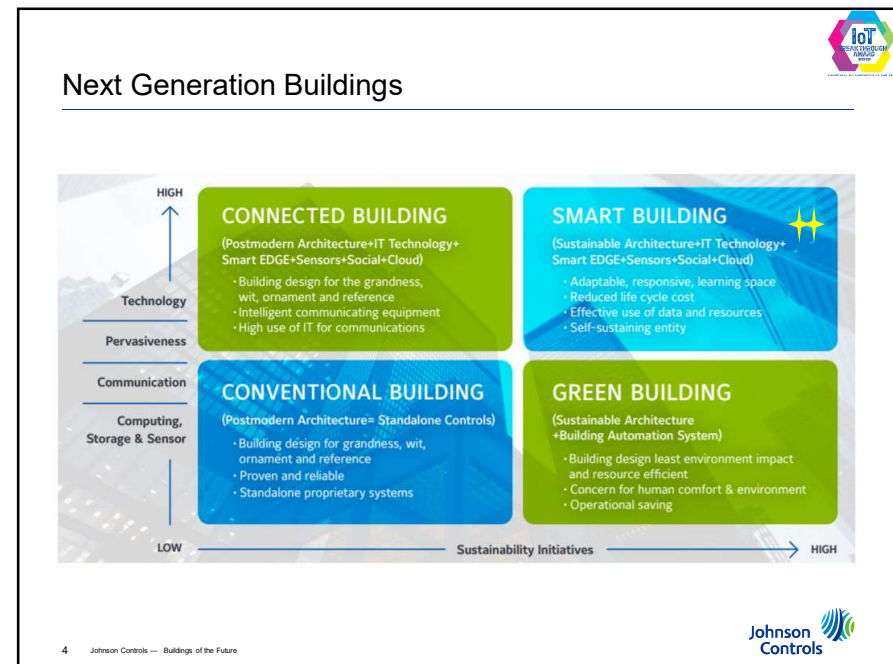 IoT
BREAKTHROUGH
AWARD
2019
Next Generation Buildings
HIGH
Technology
Pervasiveness
Communication
Computing,
Storage & Sensor
LOW
CONNECTED BUILDING
(Postmodern Architecture+IT Technology+
Smart EDGE+Sensors+Social+Cloud)
· Building design for the grandness,
wit, ornament and reference
· Intelligent communicating equipment
· High use of IT for communications
SMART BUILDING
(Sustainable Architecture+IT Technology+
Smart EDGE+Sensors+Social+Cloud)
· Adaptable, responsive, learning space
· Reduced life cycle cost
· Effective use of data and resources
· Self-sustaining entity
CONVENTIONAL BUILDING
(Postmodern Architecture= Standalone Controls)
· Building design for grandness, wit,
ornament and reference
· Proven and reliable
· Standalone proprietary systems
GREEN BUILDING
(Sustainable Architecture
+Building Automation System)
· Building design least environment impact
and resource efficient
· Concern for human comfort & environment
· Operational saving
Sustainability Initiatives
HIGH
4 Johnson Controls — Buildings of the Future
Johnson
Controls